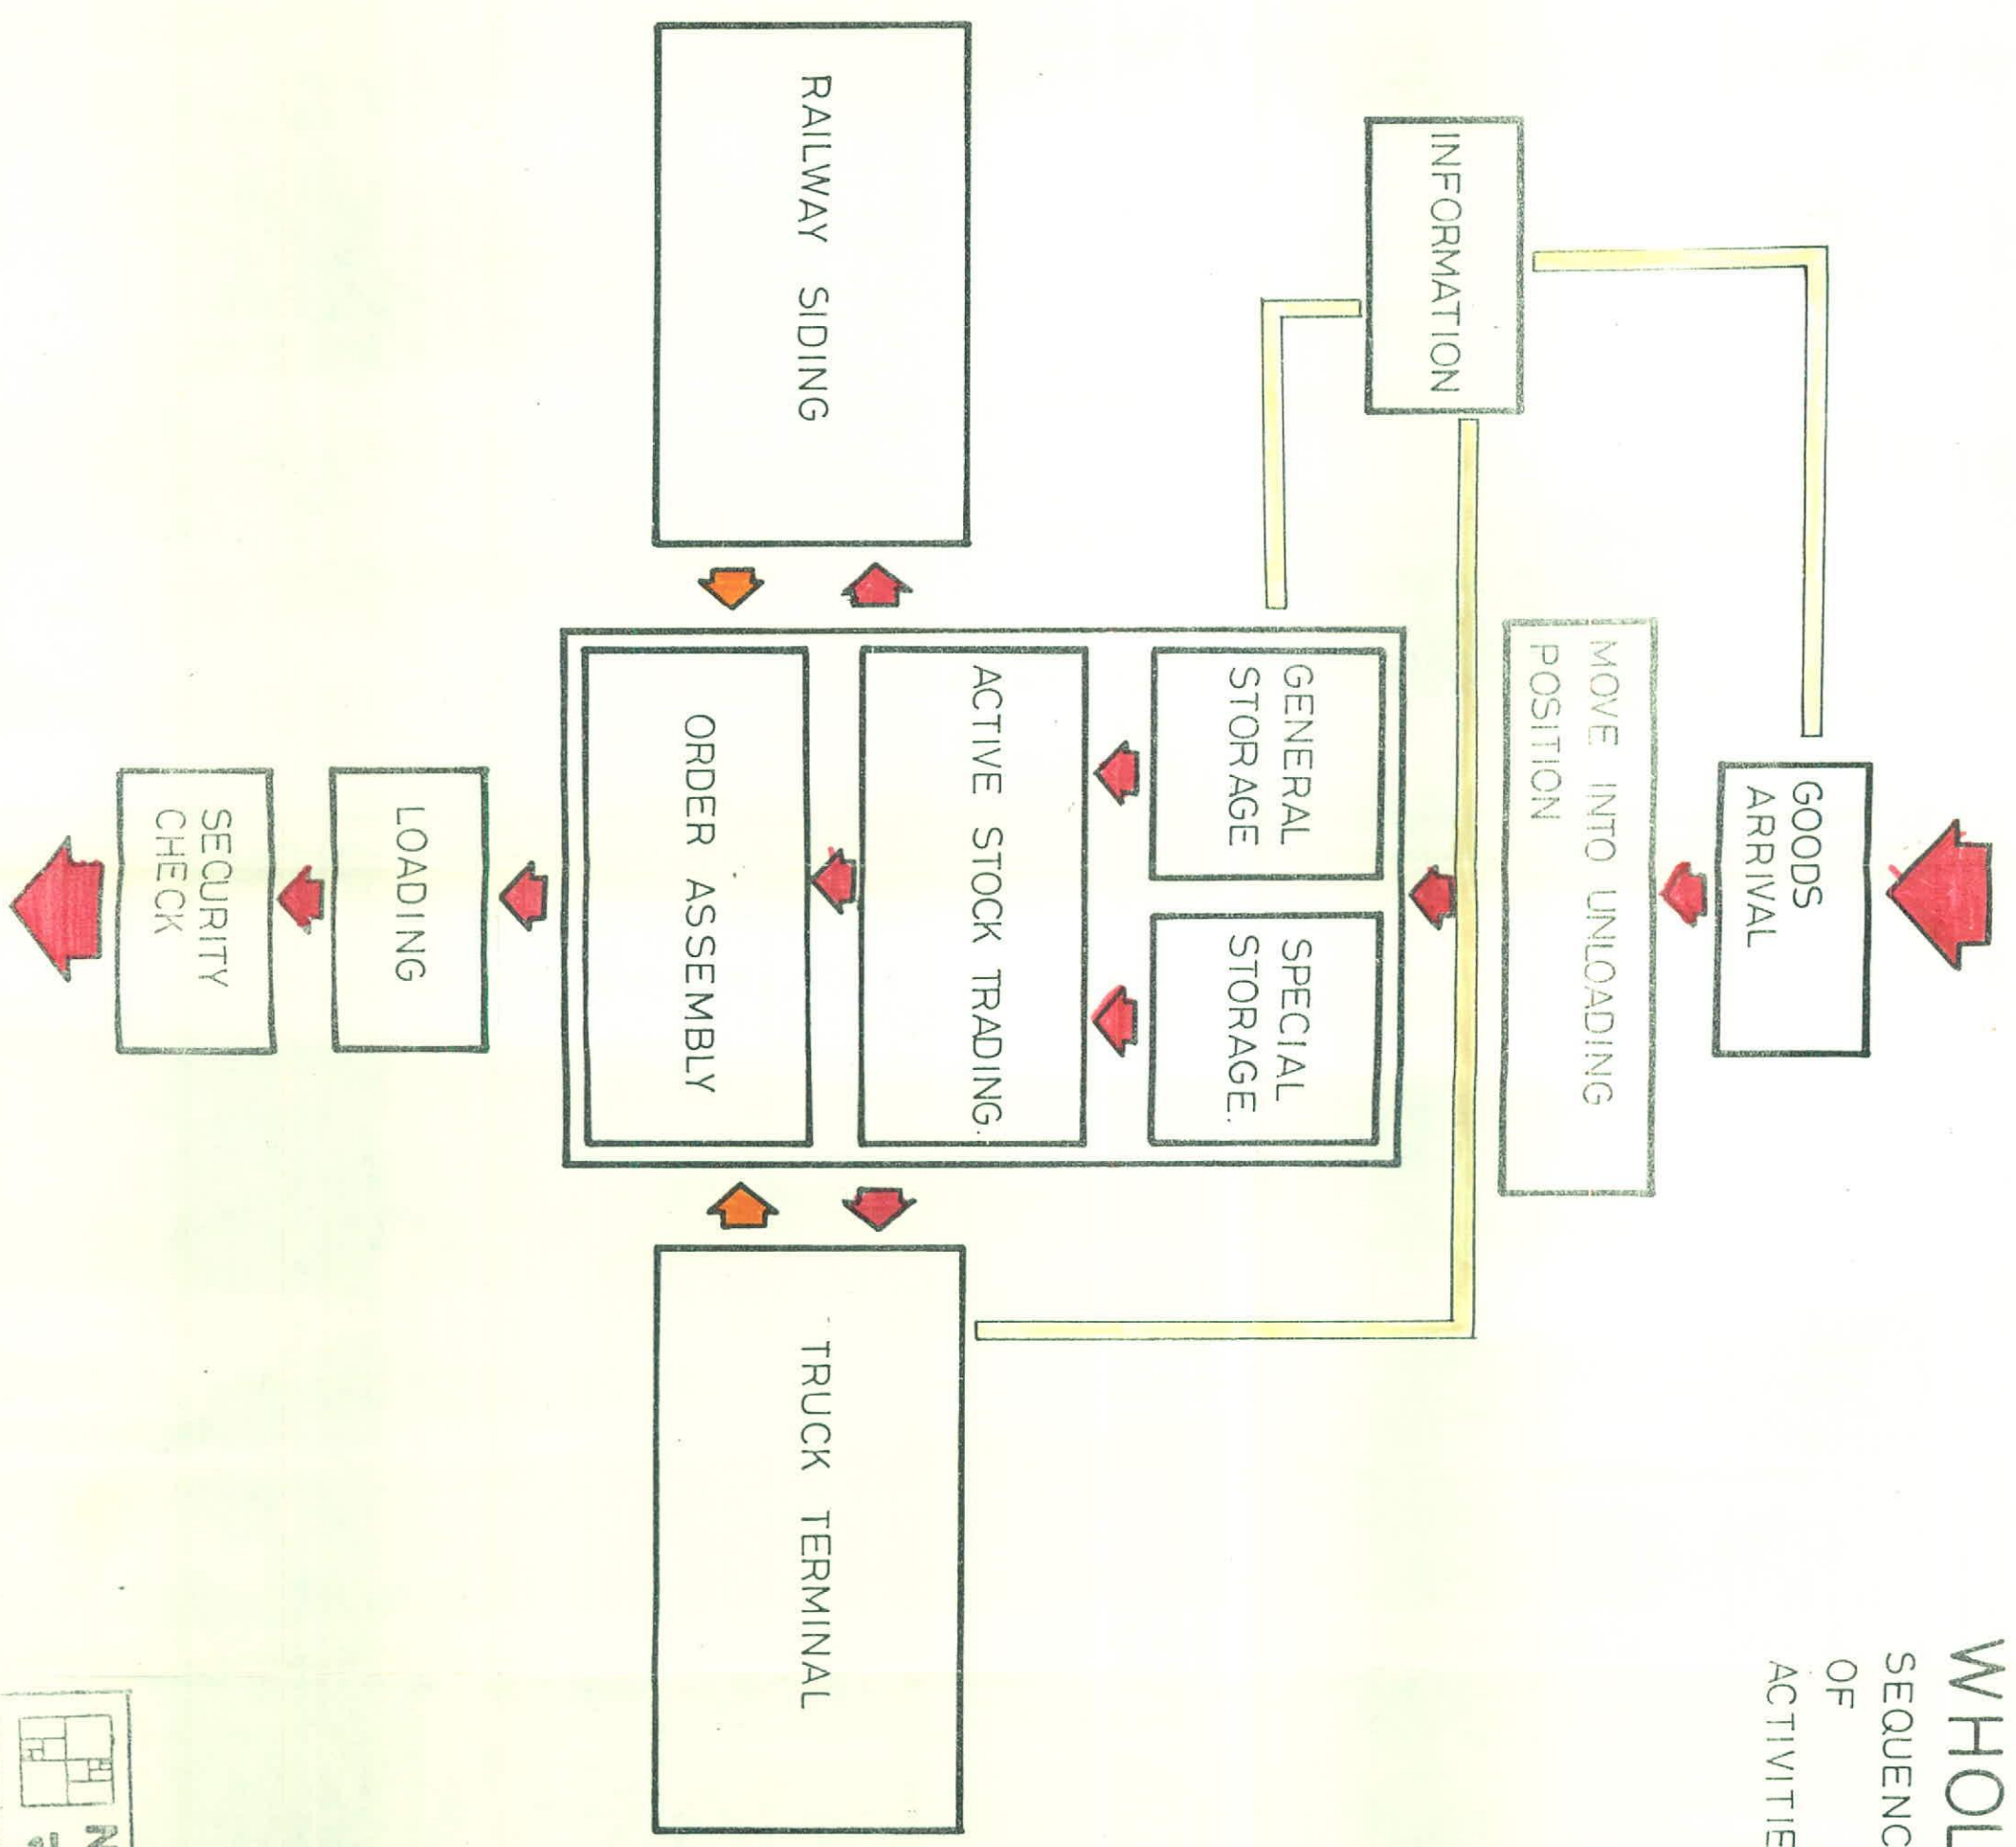 WHOL
SEQUENC
OF
ACTIVITIE
GOODS
ARRIVAL
MOVE INTO UNLOADING
POSITION
INFORMATION
GENERAL
STORAGE
SPECIAL
STORAGE.
ACTIVE STOCK TRADING.
RAILWAY SIDING
TRUCK TERMINAL
ORDER ASSEMBLY
LOADING
SECURITY
CHECK
N